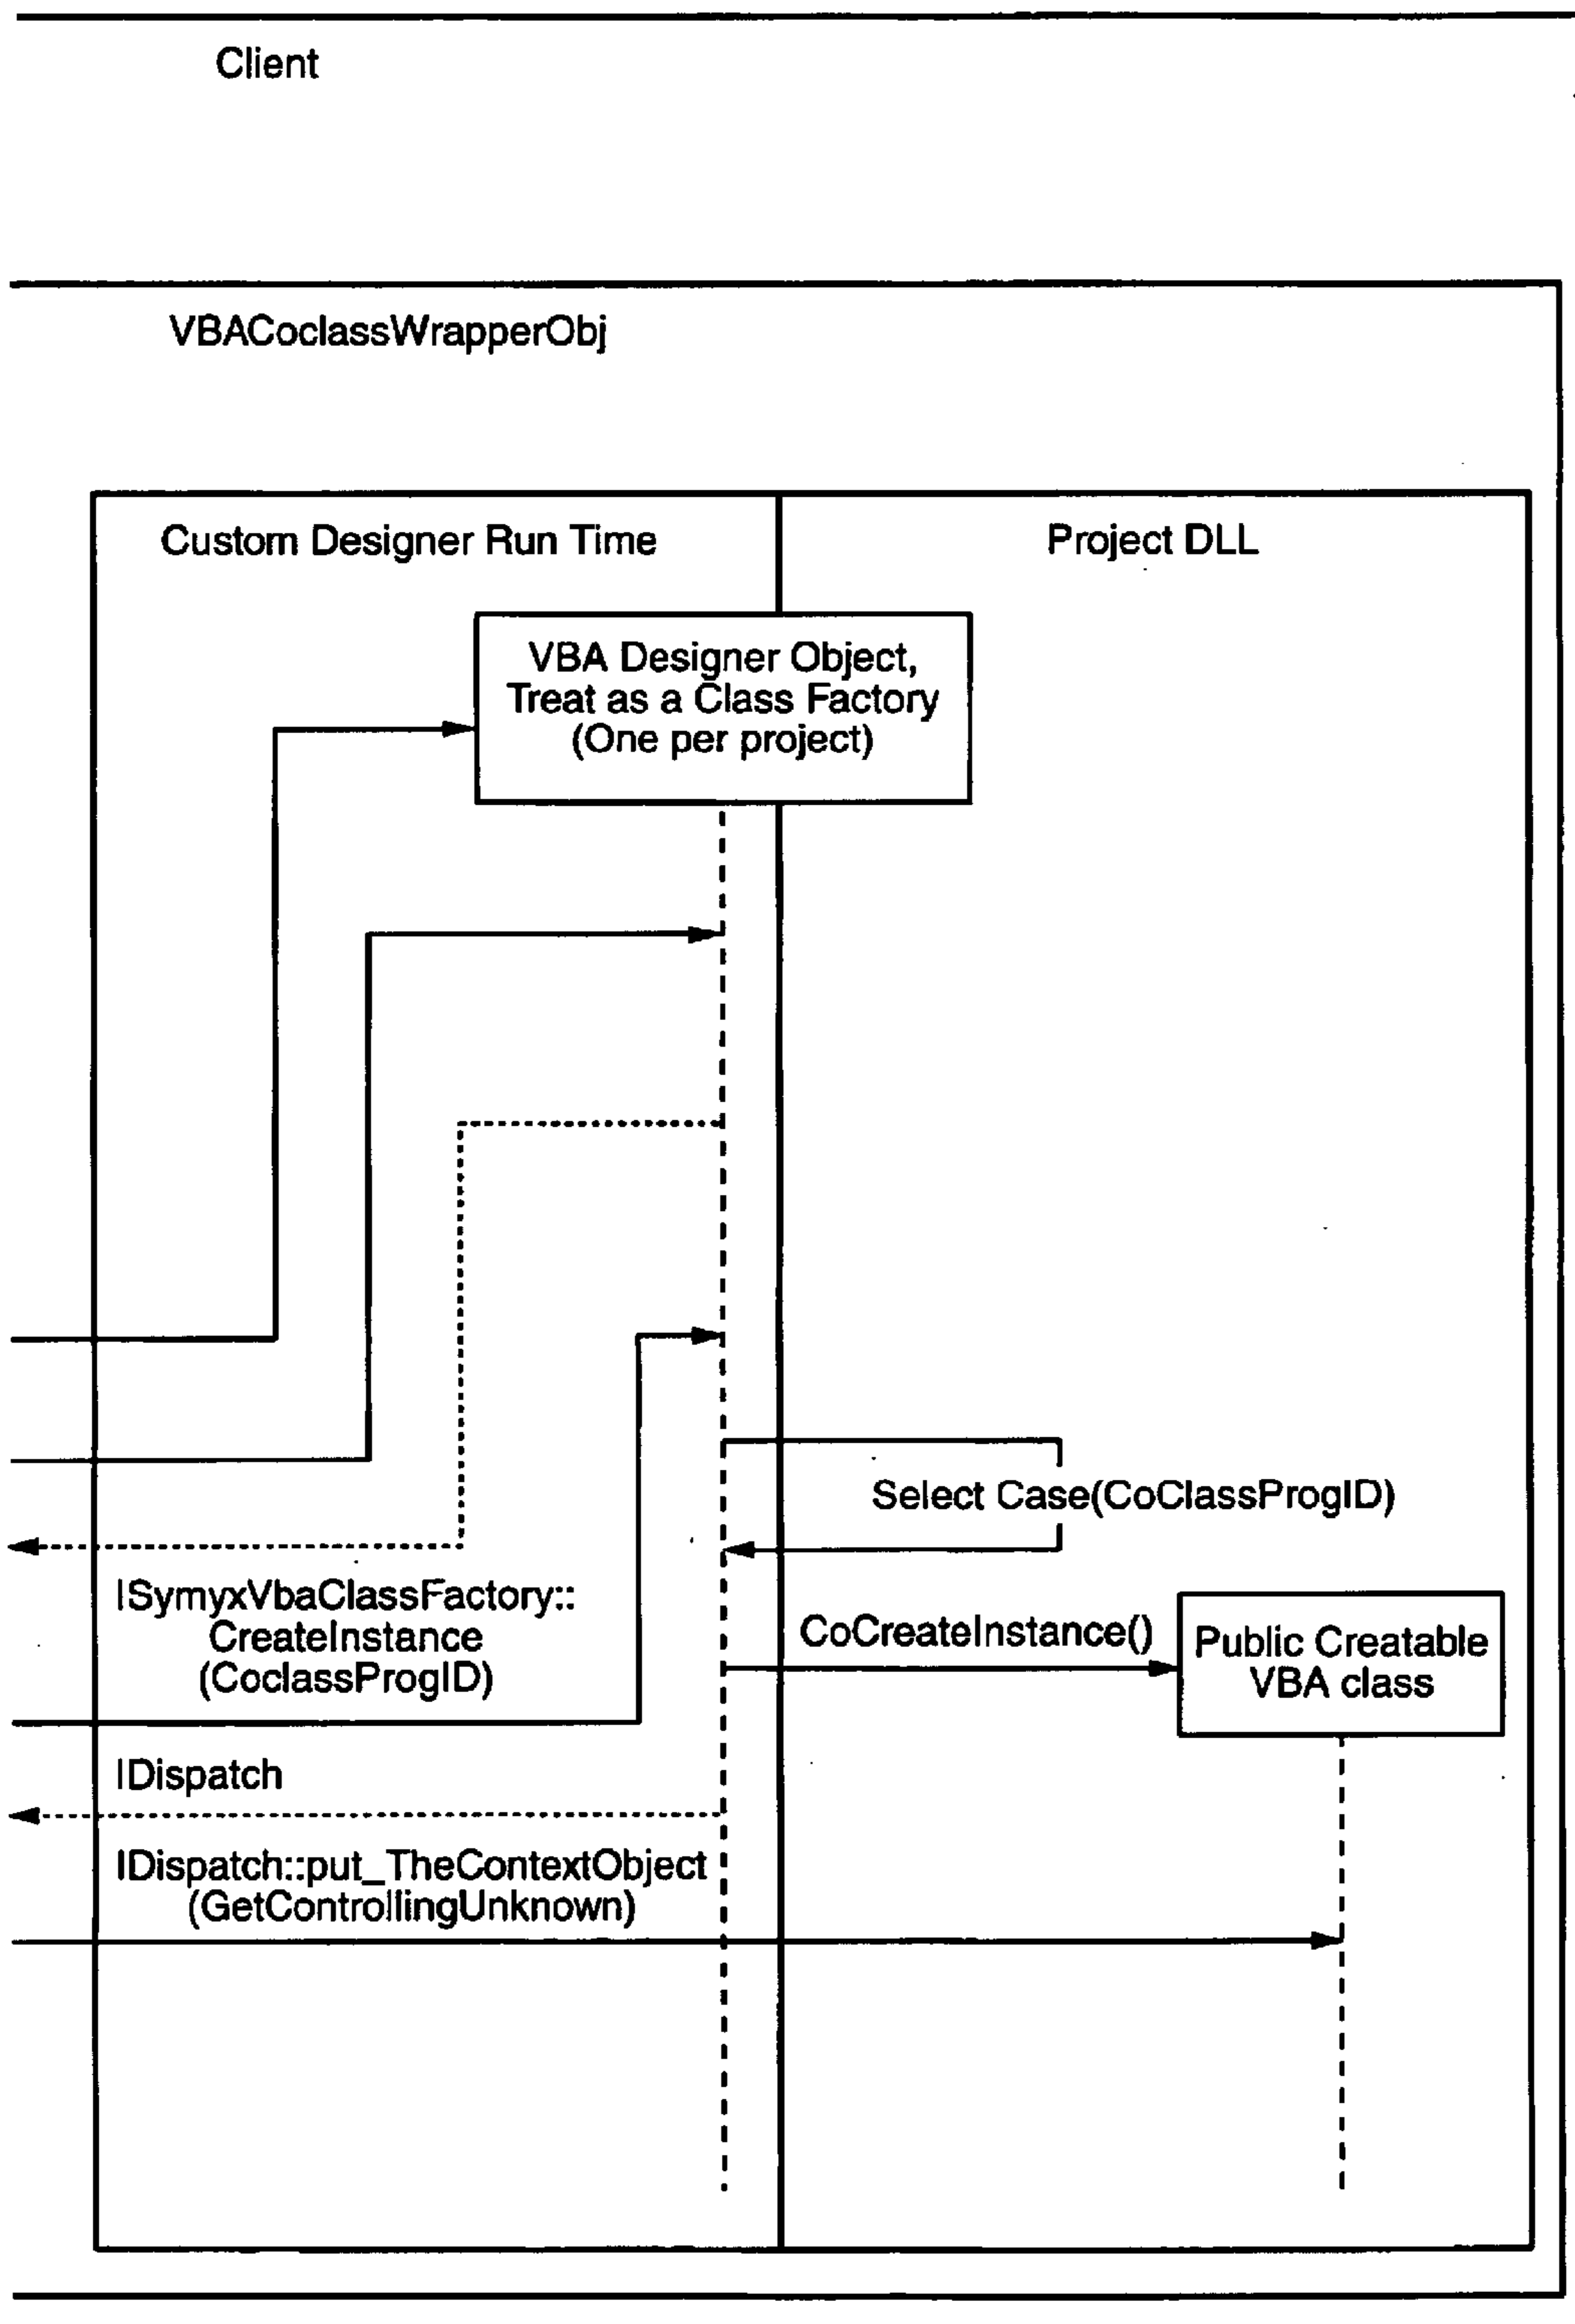 Client
VBACoclassWrapperObj
Custom Designer Run Time
Project DLL
VBA Designer Object,
Treat as a Class Factory
(One per project)
Select Case(CoClassProgID)
ISymyxVbaClassFactory::
CreateInstance
(CoclassProgID)
CoCreateInstance()
Public Creatable
VBA class
IDispatch
IDispatch::put_TheContextObject
(GetControllingUnknown)